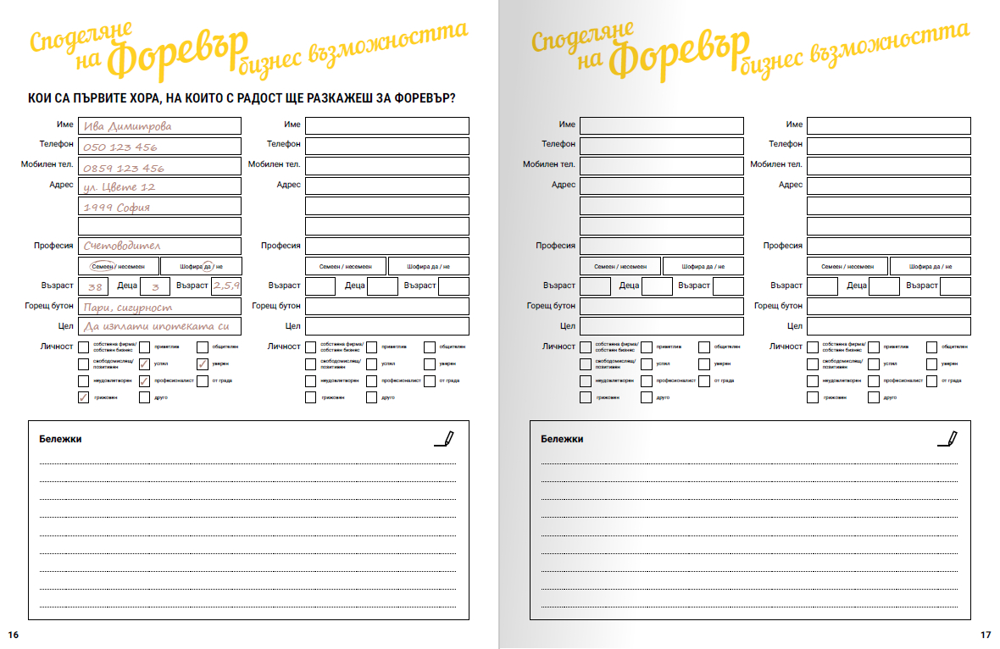 Споделяне
на Форевър бизнес възможността
КОИ СА ПЪРВИТЕ ХОРА, НА КОИТО С РАДОСТ ЩЕ РАЗКАЖЕШ ЗА ФОРЕВЪР?
Име Ива Димитрова
Телефон 050 123 456
Мобилен тел. 0859 123 456
Адрес ул. Цвете 12
1999 София
Професия Счетоводител
Семеен / несемеен Шофира да / не
Възраст 38 Деца 3 Възраст 2,5,9
Горещ бутон Пари, сигурност
Цел Да изплати ипотеката си
Личност собствена фирма/ собствен бизнес приветлив общителен
свободомислещ/ позитивен успял уверен
неудовлетворен професионалист от града
грижовен друго
Име
Телефон
Мобилен тел.
Адрес
Професия
Семеен / несемеен Шофира да / не
Възраст Деца Възраст
Горещ бутон
Цел
Личност собствена фирма/ собствен бизнес приветлив общителен
свободомислещ/ позитивен успял уверен
неудовлетворен професионалист от града
грижовен друго
Бележки
16
Споделяне
на Форевър бизнес възможността
Име
Телефон
Мобилен тел.
Адрес
Професия
Семеен / несемеен Шофира да / не
Възраст Деца Възраст
Горещ бутон
Цел
Личност собствена фирма/ собствен бизнес приветлив общителен
свободомислещ/ позитивен успял уверен
неудовлетворен професионалист от града
грижовен друго
Име
Телефон
Мобилен тел.
Адрес
Професия
Семеен / несемеен Шофира да / не
Възраст Деца Възраст
Горещ бутон
Цел
Личност собствена фирма/ собствен бизнес приветлив общителен
свободомислещ/ позитивен успял уверен
неудовлетворен професионалист от града
грижовен друго
Бележки
17